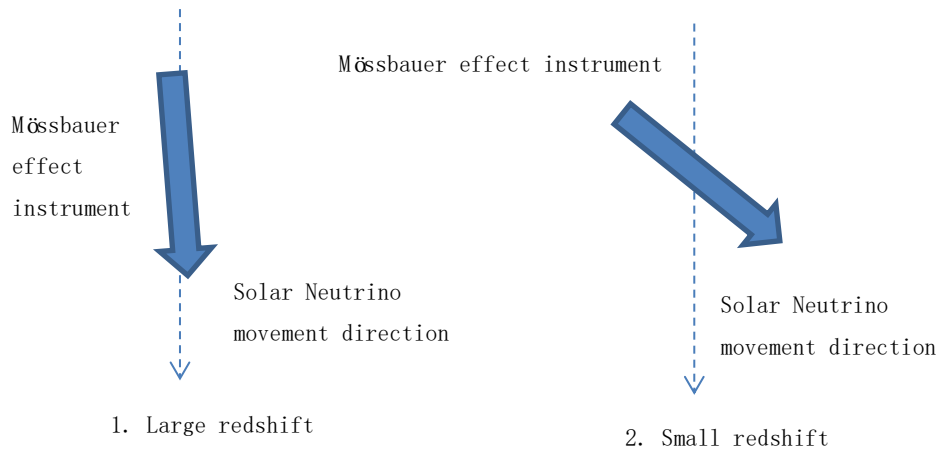 Mössbauer
effect
instrument
Solar Neutrino
movement direction
1. Large redshift
Mössbauer effect instrument
Solar Neutrino
movement direction
2. Small redshift